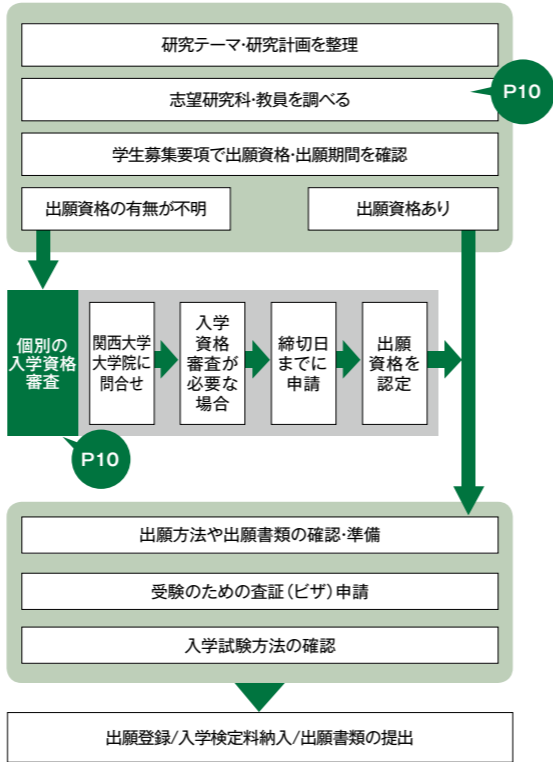 研究テーマ・研究計画を整理
志望研究科・教員を調べる
P10
学生募集要項で出願資格・出願期間を確認
出願資格の有無が不明
出願資格あり
個別の
入学資格
審査
関西大学
大学院に
問合せ
入学
資格
審査が
必要な
場合
締切日
までに
申請
出願
資格を
認定
P10
出願方法や出願書類の確認・準備
受験のための査証（ビザ）申請
入学試験方法の確認
出願登録/入学検定料納入/出願書類の提出